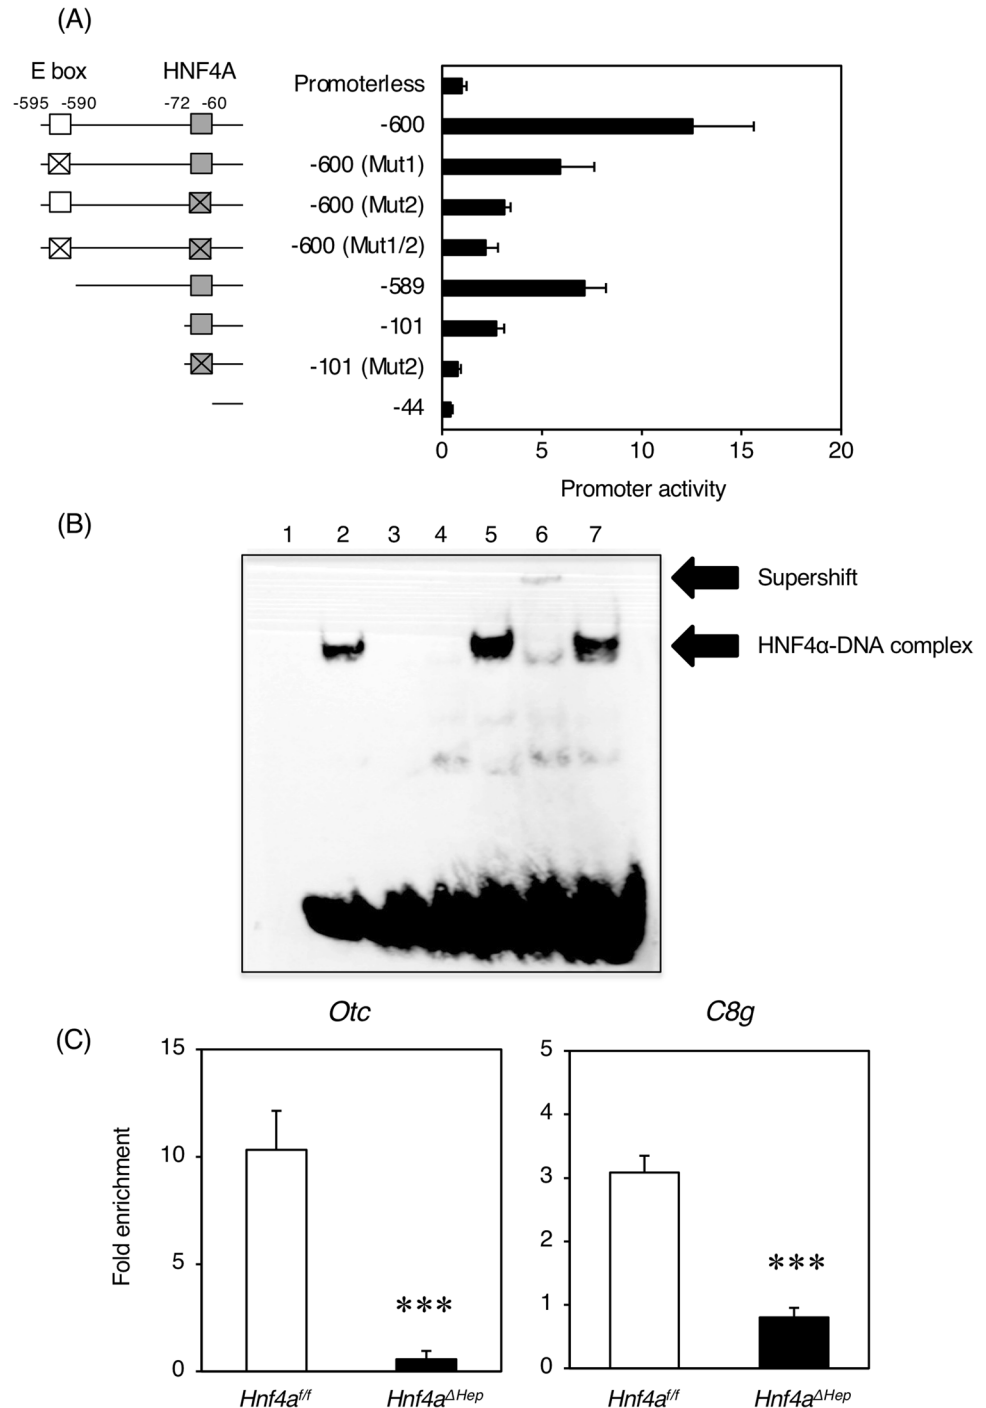 (A)
E box HNF4A
-595 -590 -72 -60
Promoterless
-600
-600 (Mut1)
-600 (Mut2)
-600 (Mut1/2)
-589
-101
-101 (Mut2)
-44
0 5 10 15 20
Promoter activity
(B)
1 2 3 4 5 6 7
Supershift
HNF4α-DNA complex
(C)
Otc
Fold enrichment
15
10
5
0
***
Hnf4af/f Hnf4aΔHep
C8g
5
4
3
2
1
0
***
Hnf4af/f Hnf4aΔHep